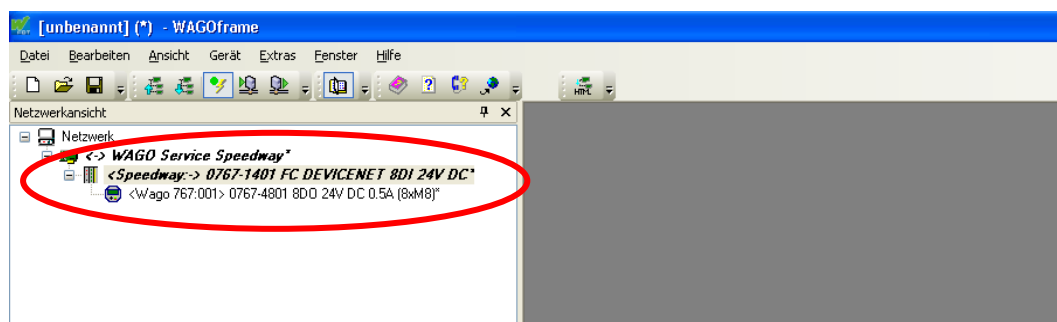 [unbenannt] (*) - WAGOframe
Datei Bearbeiten Ansicht Gerät Extras Fenster Hilfe
HTML
Netzwerkansicht
Netzwerk
<-> WAGO Service Speedway*
<Speedway:-> 0767-1401 FC DEVICENET 8DI 24V DC*
<Wago 767:001> 0767-4801 8DO 24V DC 0.5A (8xM8)*